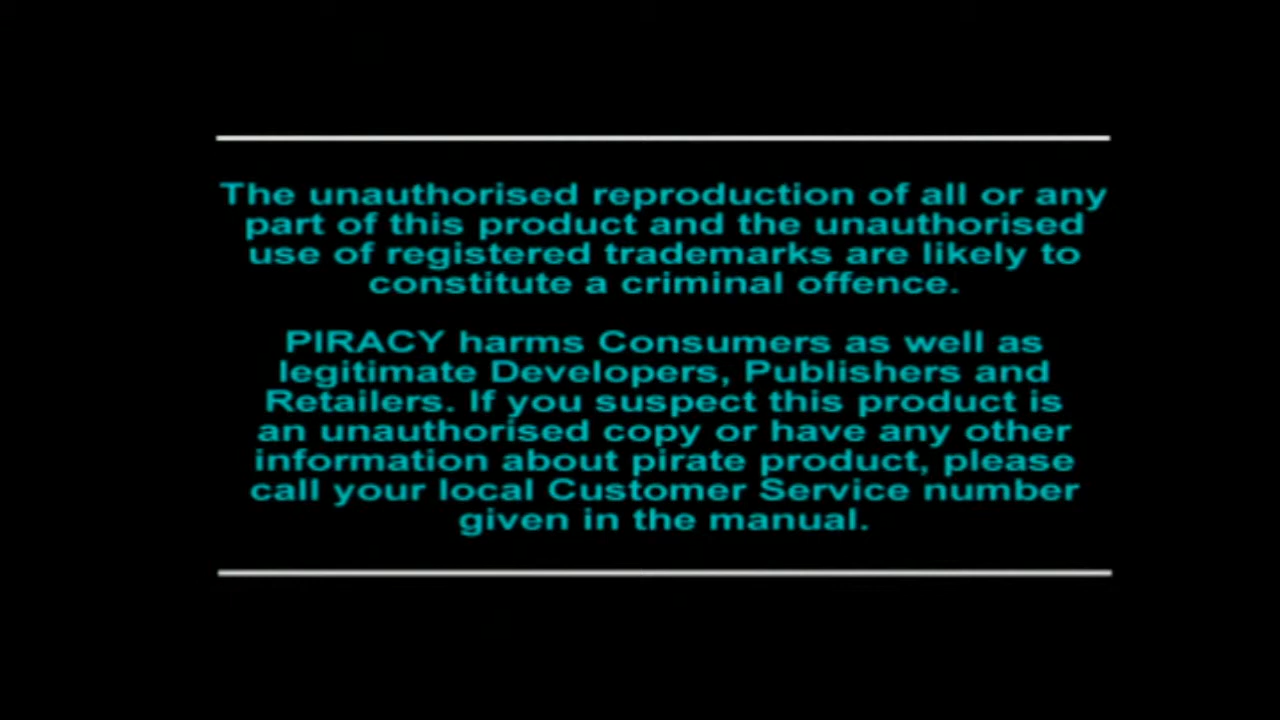 The unauthorised reproduction of all or any
part of this product and the unauthorised
use of registered trademarks are likely to
constitute a criminal offence.
PIRACY harms Consumers as well as
legitimate Developers, Publishers and
Retailers. If you suspect this product is
an unauthorised copy or have any other
information about pirate product, please
call your local Customer Service number
given in the manual.